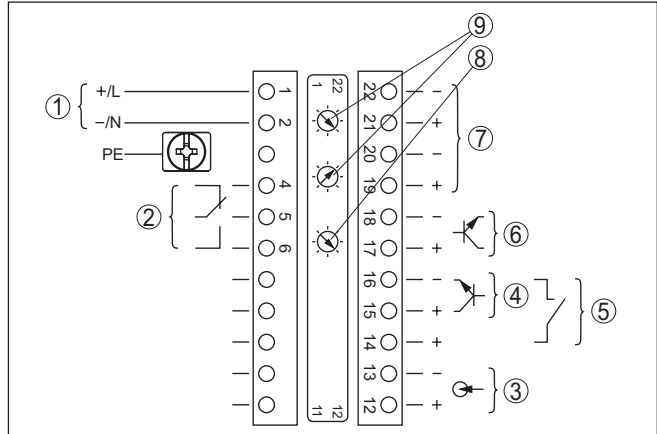 ⑨
⑧
1 22
+/L 1 22 −
① −/N 2 21 + ⑦
PE 20 −
4 19 +
② 5 18 − ⑥
6 17 +
16 − ④
15 + ⑤
14 +
13 − ③
11 12 12 +